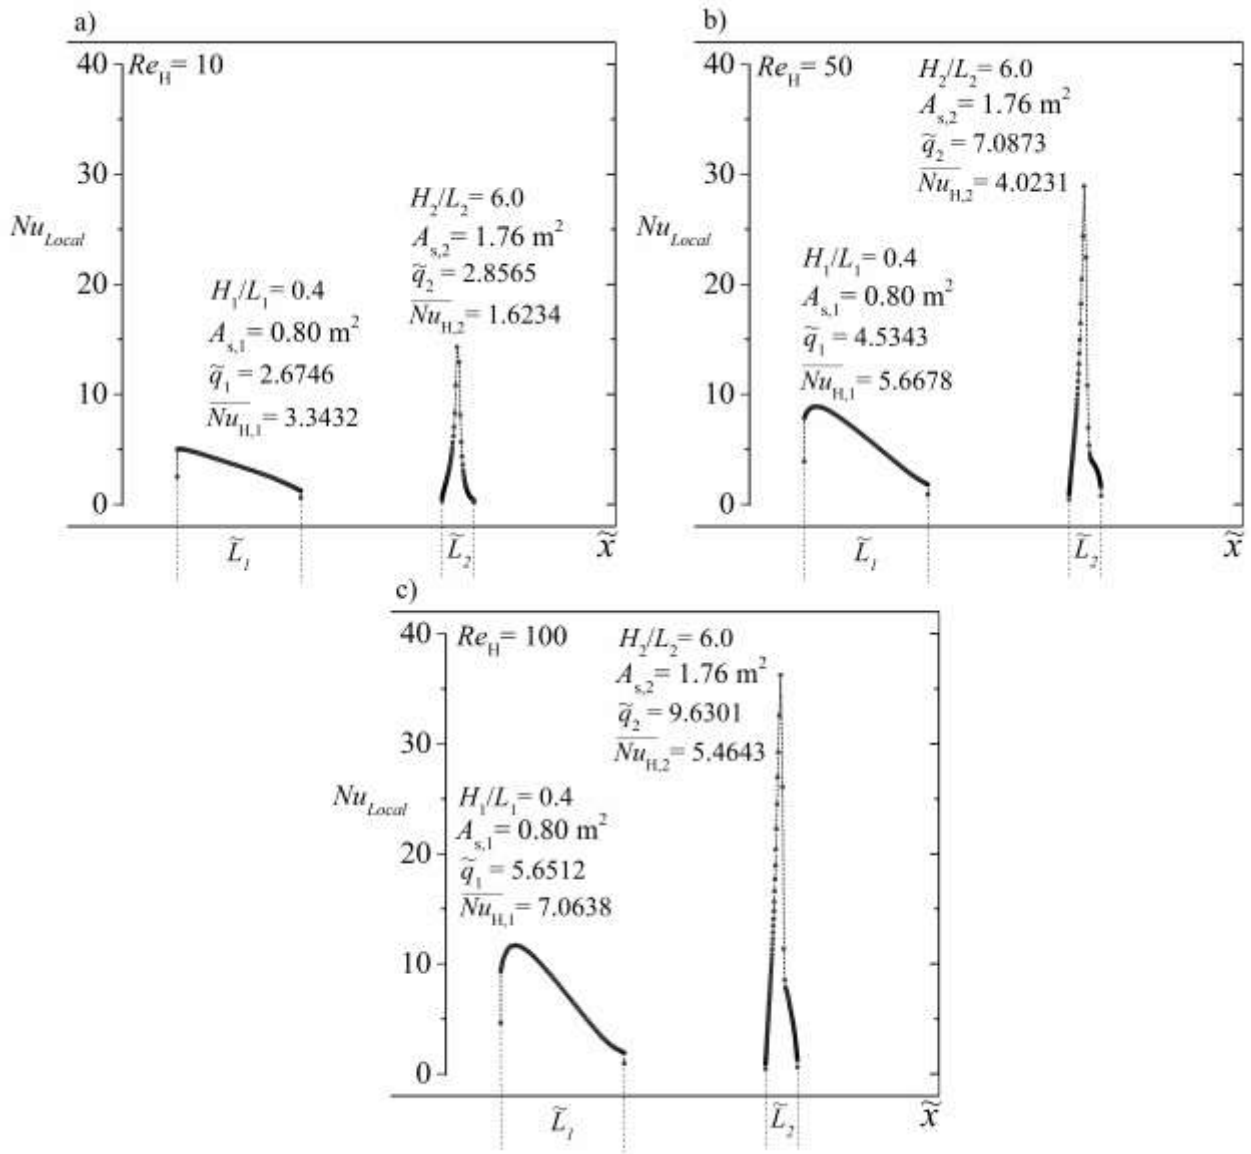 a)
40
Re_H = 10
30
H_2/L_2 = 6.0
Nu_Local
A_s,2 = 1.76 m^2
q̃_2 = 2.8565
20
H_1/L_1 = 0.4
N̅u̅_H,2 = 1.6234
A_s,1 = 0.80 m^2
q̃_1 = 2.6746
10
N̅u̅_H,1 = 3.3432
0
L̃_1
L̃_2
x̃
b)
40
Re_H = 50
H_2/L_2 = 6.0
A_s,2 = 1.76 m^2
q̃_2 = 7.0873
30
N̅u̅_H,2 = 4.0231
Nu_Local
H_1/L_1 = 0.4
20
A_s,1 = 0.80 m^2
q̃_1 = 4.5343
10
N̅u̅_H,1 = 5.6678
0
L̃_1
L̃_2
x̃
c)
40
Re_H = 100
H_2/L_2 = 6.0
A_s,2 = 1.76 m^2
q̃_2 = 9.6301
30
N̅u̅_H,2 = 5.4643
Nu_Local
H_1/L_1 = 0.4
A_s,1 = 0.80 m^2
20
q̃_1 = 5.6512
N̅u̅_H,1 = 7.0638
10
0
L̃_1
L̃_2
x̃